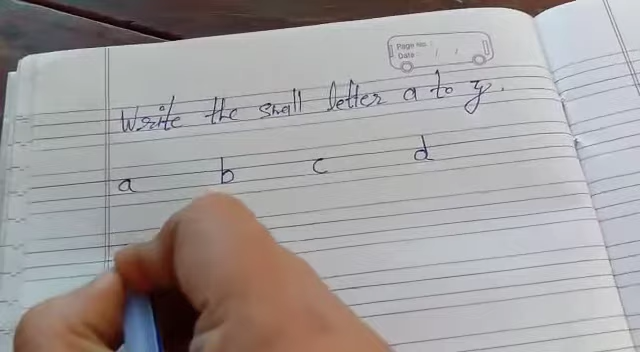 Page No.
Date / /
Write the small letter a to z.
a b c d